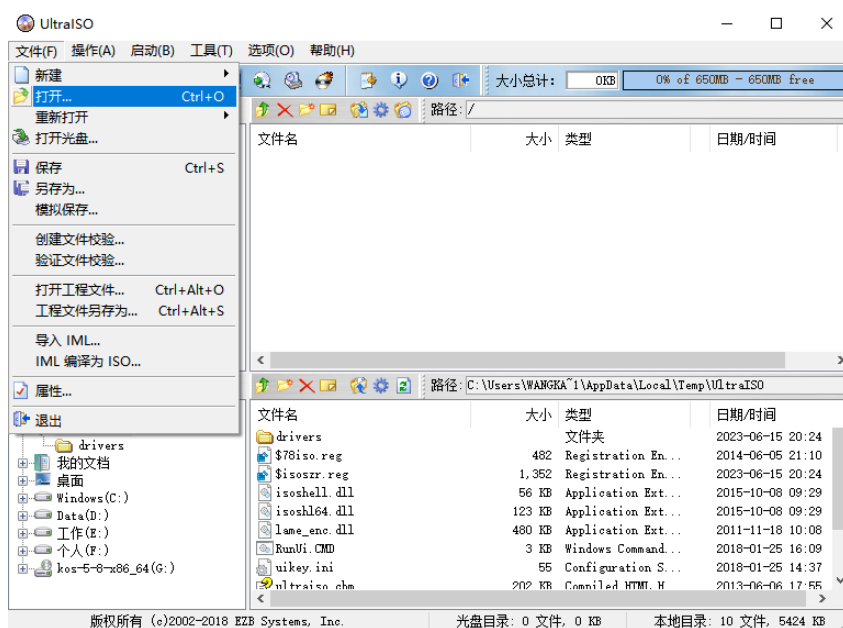 UltraISO
文件(F) 操作(A) 启动(B) 工具(T) 选项(O) 帮助(H)
新建
打开... Ctrl+O
重新打开
打开光盘...
保存 Ctrl+S
另存为...
模拟保存...
创建文件校验...
验证文件校验...
打开工程文件... Ctrl+Alt+O
工程文件另存为... Ctrl+Alt+S
导入 IML...
IML 编译为 ISO...
属性...
退出
大小总计: 0KB 0% of 650MB - 650MB free
路径: /
文件名 大小 类型 日期/时间
路径: C:\Users\WANGKA~1\AppData\Local\Temp\UltraISO
文件名 大小 类型 日期/时间
drivers 文件夹 2023-06-15 20:24
$78iso.reg 482 Registration En... 2014-06-05 21:10
$isoszr.reg 1,352 Registration En... 2023-06-15 20:24
isoshell.dll 56 KB Application Ext... 2015-10-08 09:29
isoshl64.dll 123 KB Application Ext... 2015-10-08 09:29
lame_enc.dll 480 KB Application Ext... 2011-11-18 10:08
RunVi.CMD 3 KB Windows Command... 2018-01-25 16:09
uikey.ini 55 Configuration S... 2018-01-25 14:37
ultraiso.chm 202 KB Compiled HTML H 2013-06-06 17:55
drivers
我的文档
桌面
Windows(C:)
Data(D:)
工作(E:)
个人(F:)
kos-5-8-x86_64(G:)
版权所有 (c)2002-2018 EZB Systems, Inc. 光盘目录: 0 文件, 0 KB 本地目录: 10 文件, 5424 KB